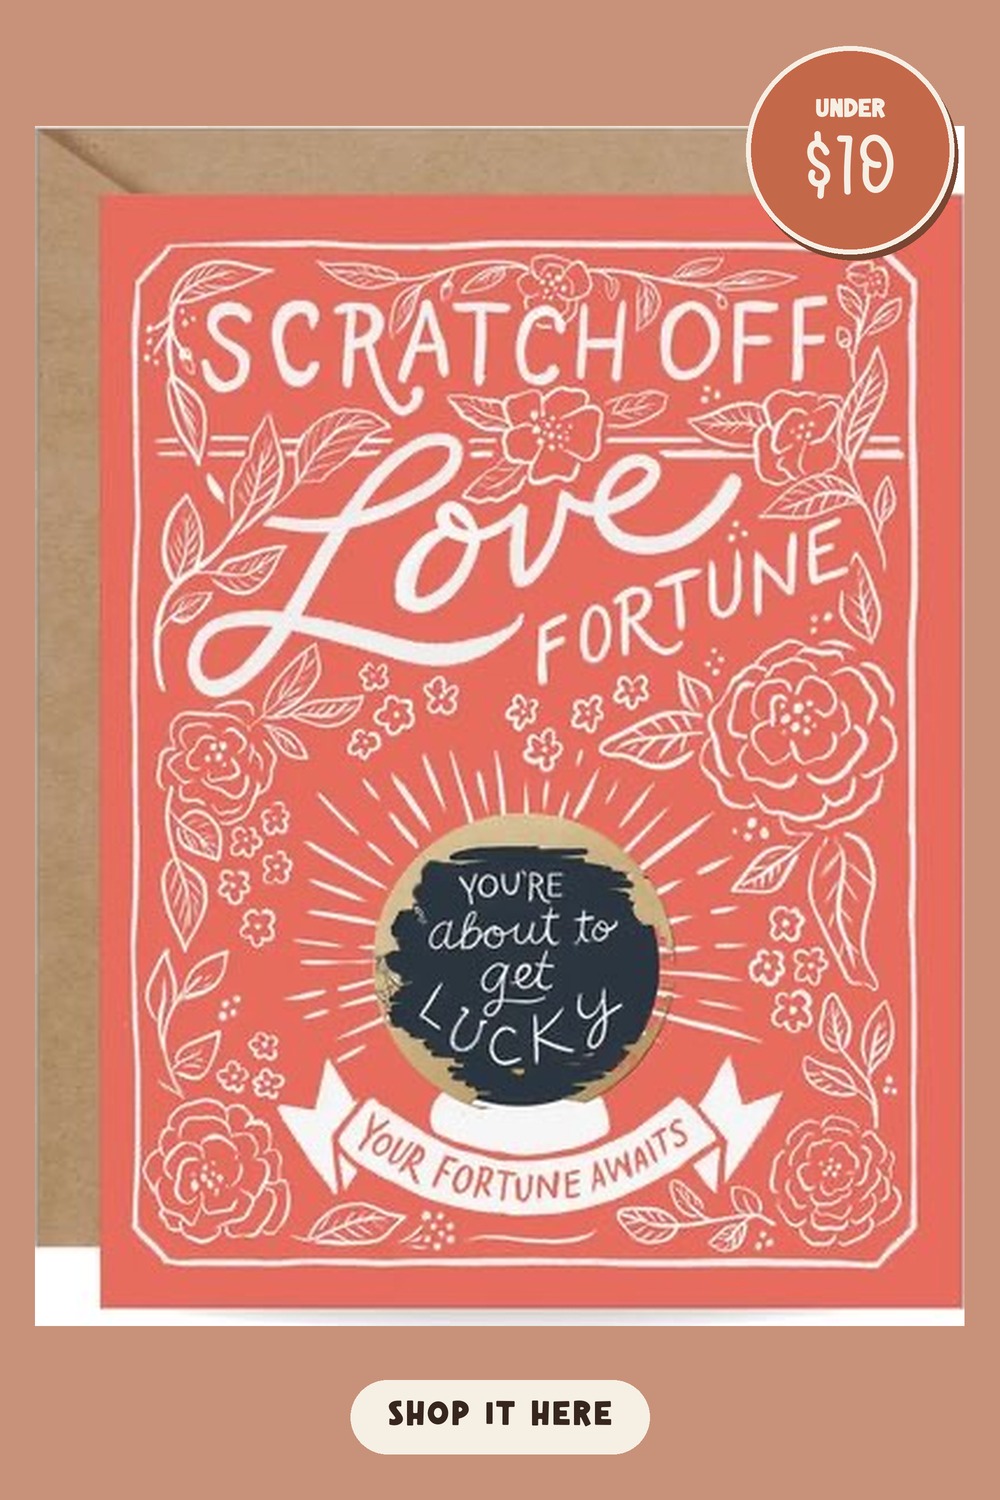 UNDER
$10
SCRATCH OFF
Love
FORTUNE
YOU'RE
about to
get
LUCKY
YOUR FORTUNE AWAITS
SHOP IT HERE